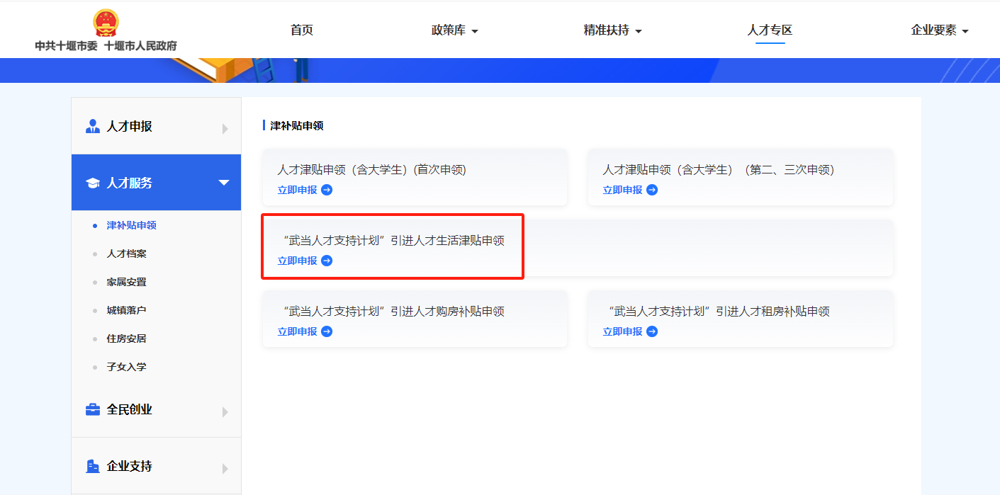 中共十堰市委 十堰市人民政府
首页
政策库
精准扶持
人才专区
企业要素
人才申报
人才服务
津补贴申领
人才档案
家属安置
城镇落户
住房安居
子女入学
全民创业
企业支持
津补贴申领
人才津贴申领（含大学生）(首次申领)
立即申报
人才津贴申领（含大学生）（第二、三次申领）
立即申报
“武当人才支持计划”引进人才生活津贴申领
立即申报
“武当人才支持计划”引进人才购房补贴申领
立即申报
“武当人才支持计划”引进人才租房补贴申领
立即申报